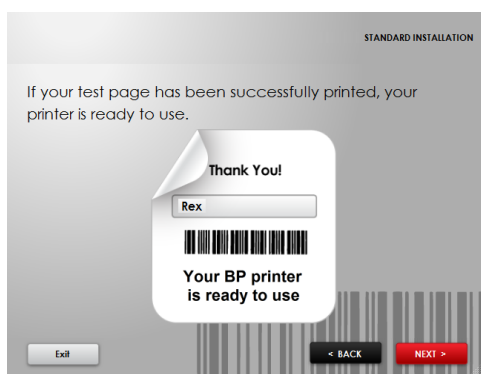 STANDARD INSTALLATION
If your test page has been successfully printed, your
printer is ready to use.
Thank You!
Rex
Your BP printer
is ready to use
Exit
< BACK
NEXT >